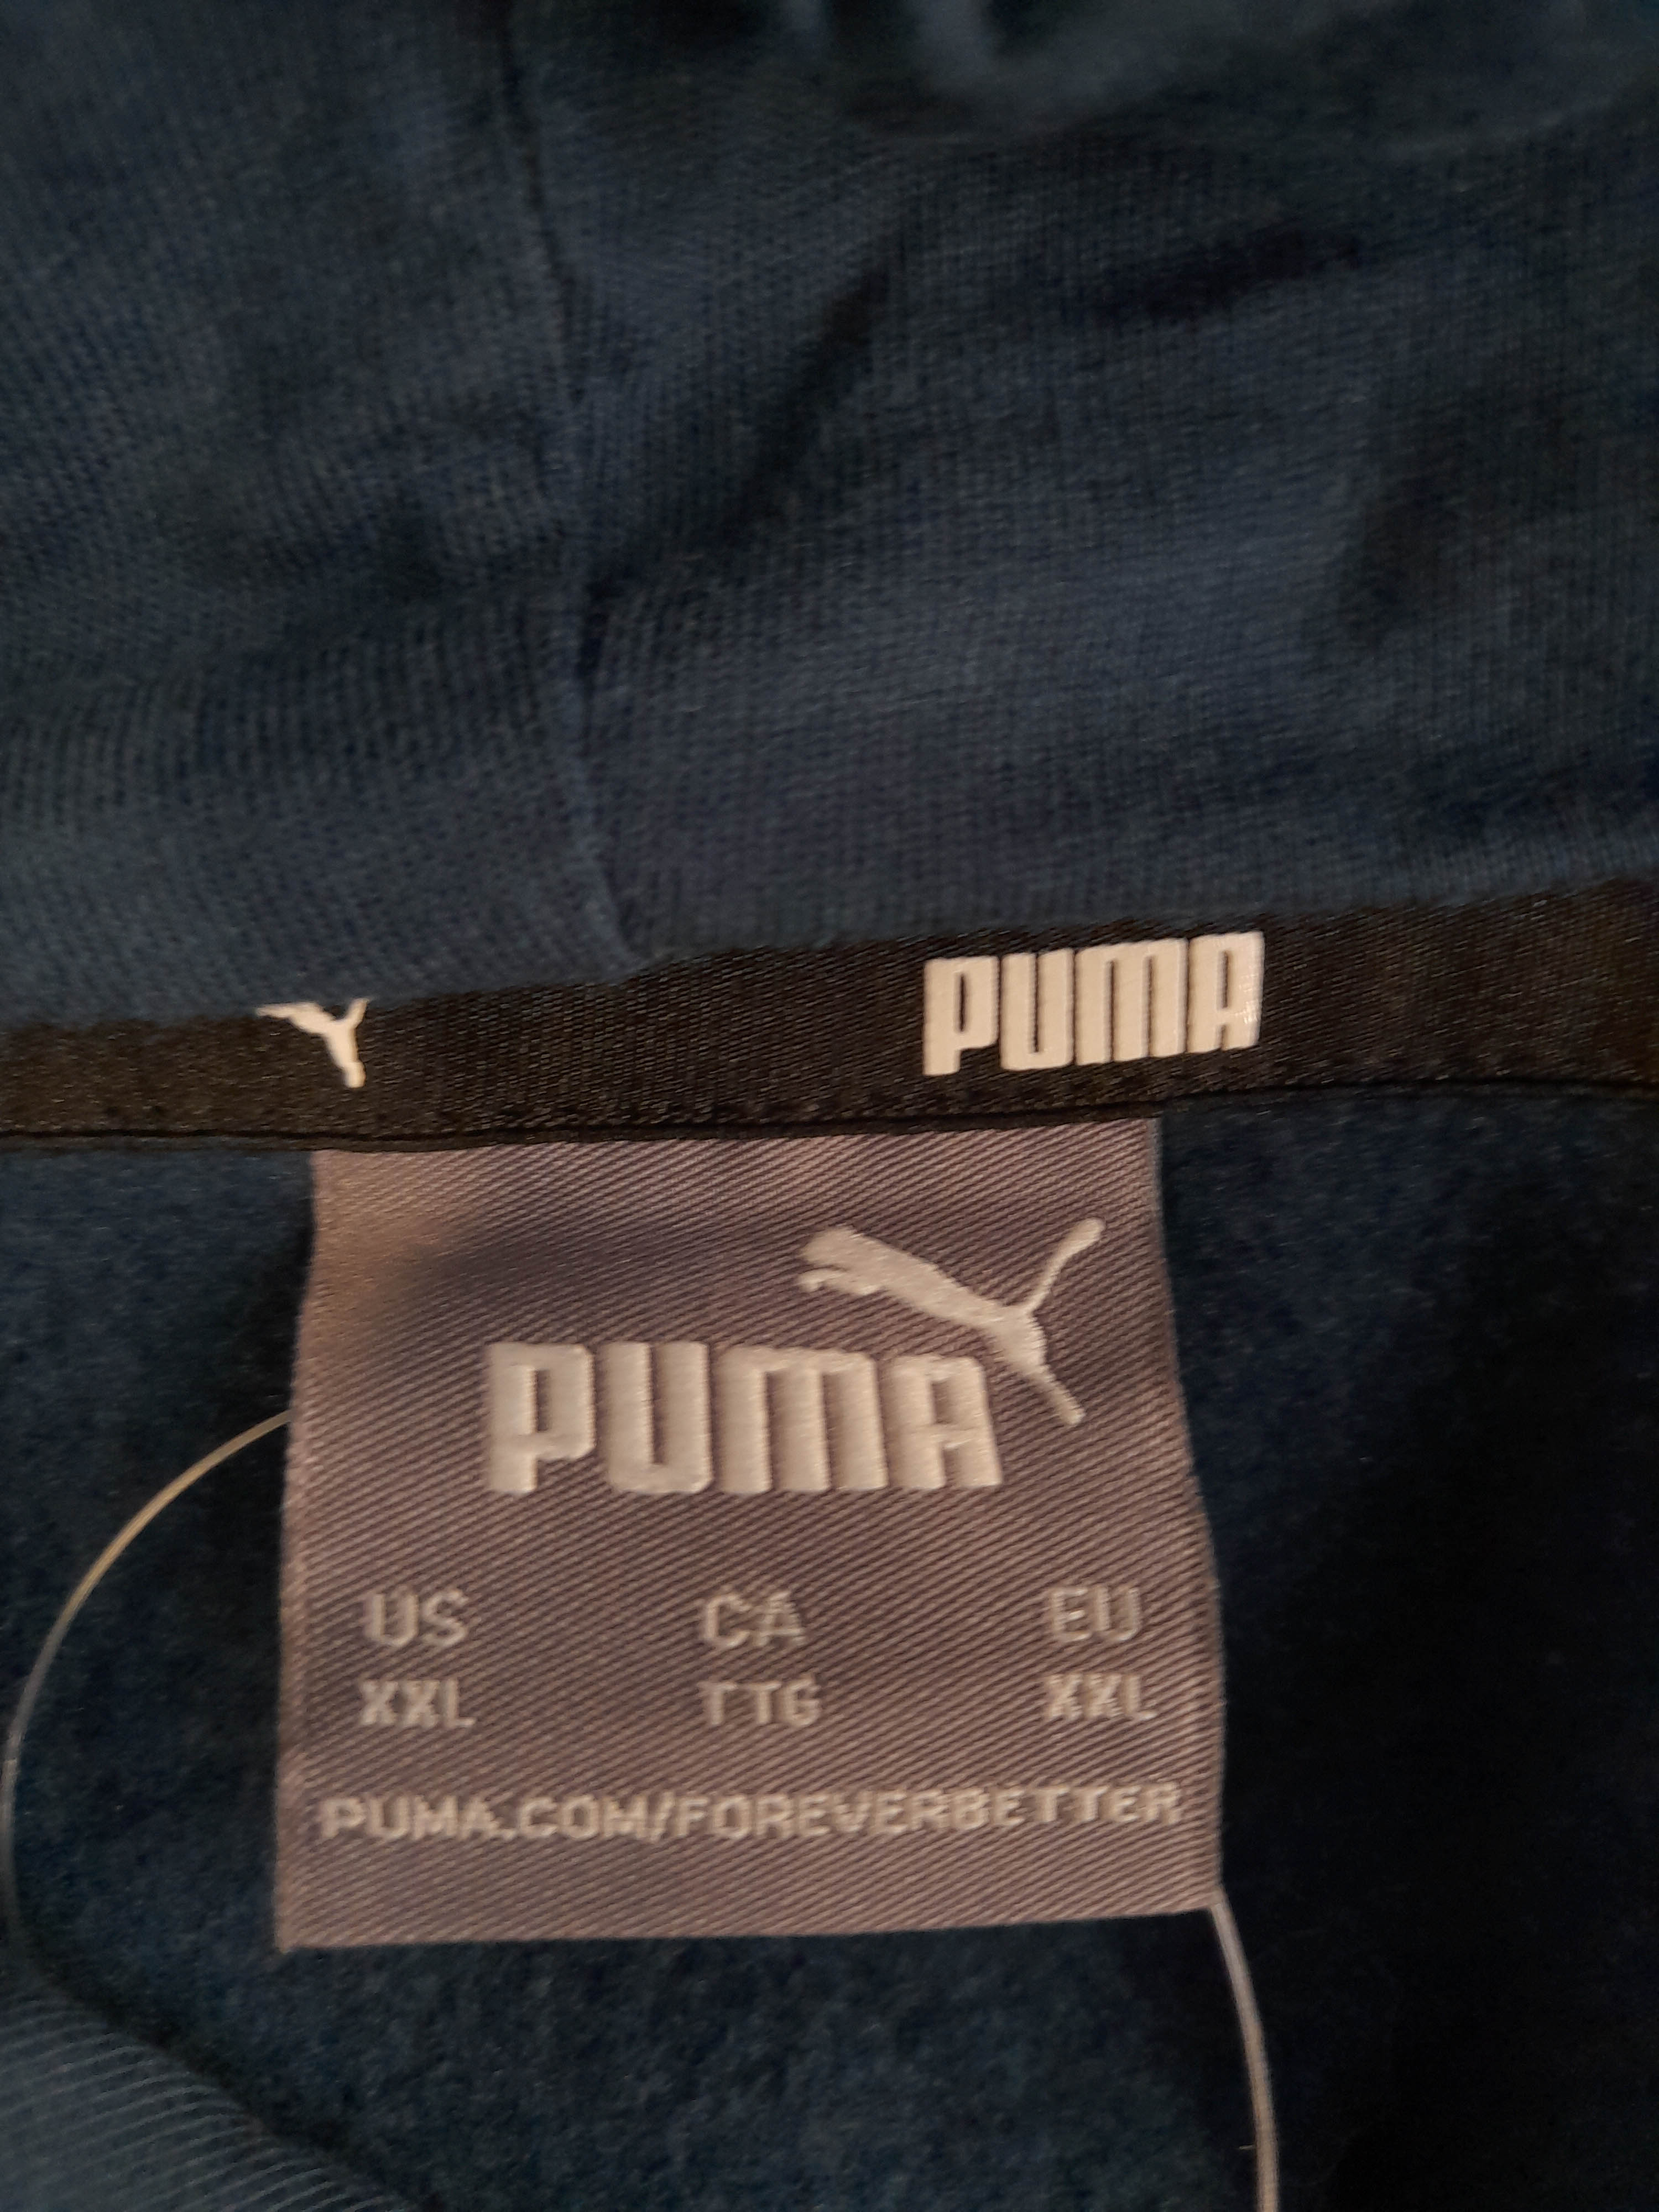 PUMA
PUMA
US CA EU
XXL TTG XXL
PUMA.COM/FOREVERBETTER